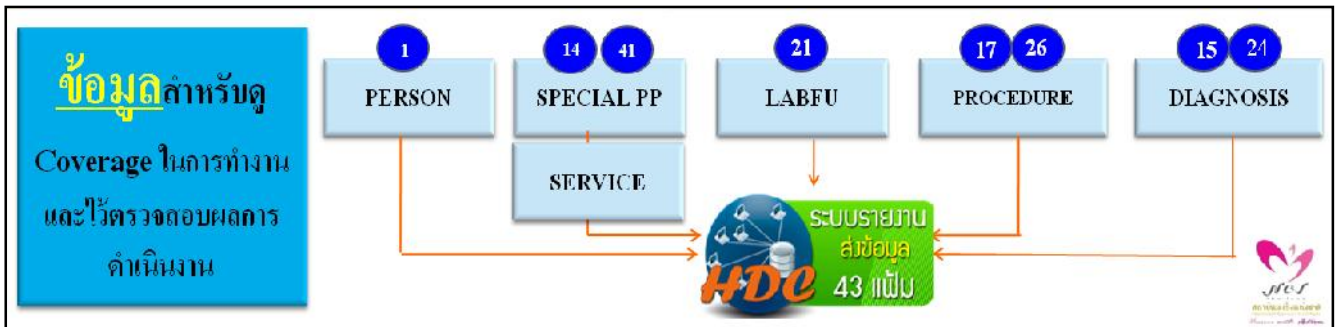 ข้อมูลสำหรับดู
Coverage ในการทำงาน
และไว้ตรวจสอบผลการ
ดำเนินงาน
1
PERSON
14 41
SPECIAL PP
SERVICE
21
LABFU
17 26
PROCEDURE
15 24
DIAGNOSIS
HDC
ระบบรายงาน
ส่งข้อมูล
43 แฟ้ม